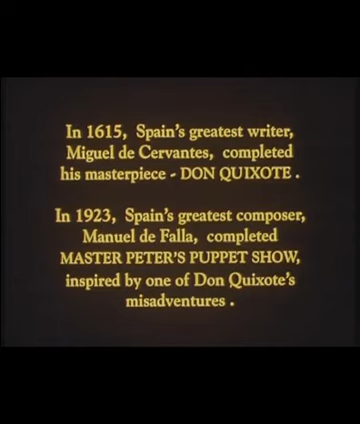 In 1615, Spain's greatest writer,
Miguel de Cervantes, completed
his masterpiece - DON QUIXOTE .
In 1923, Spain's greatest composer,
Manuel de Falla, completed
MASTER PETER'S PUPPET SHOW,
inspired by one of Don Quixote's
misadventures .